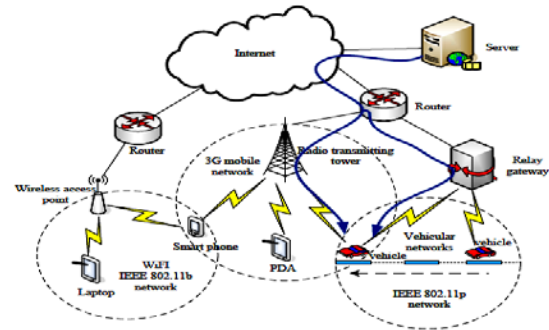 Internet
Server
Router
Router
3G mobile
network
Radio transmitting
tower
Relay
gateway
Wireless access
point
Smart phone
PDA
Laptop
WiFI
IEEE 802.11b
network
Vehicular
networks
vehicle
vehicle
IEEE 802.11p
network